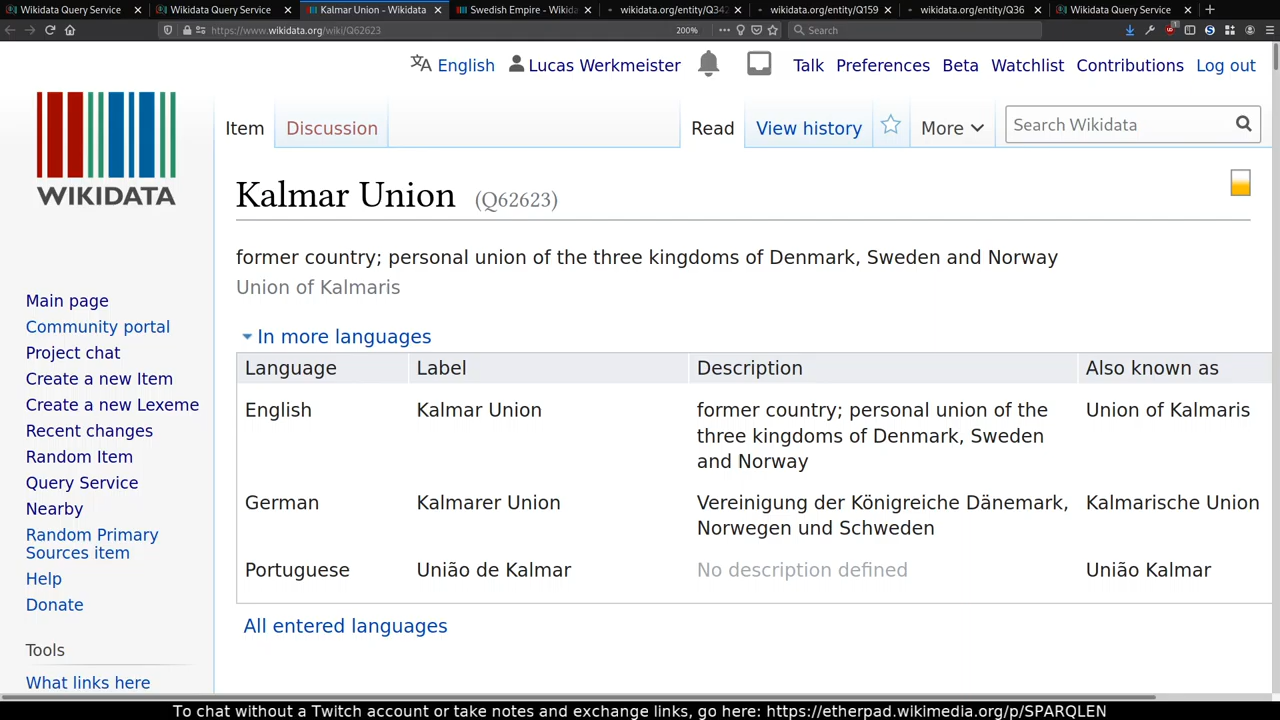 Wikidata Query Service
Wikidata Query Service
Kalmar Union - Wikidata
Swedish Empire - Wikida
wikidata.org/entity/Q342
wikidata.org/entity/Q159
wikidata.org/entity/Q36
Wikidata Query Service
https://www.wikidata.org/wiki/Q62623
200%
Search
1
English
Lucas Werkmeister
Talk
Preferences
Beta
Watchlist
Contributions
Log out
Item
Discussion
Read
View history
More
Search Wikidata
WIKIDATA
Kalmar Union (Q62623)
former country; personal union of the three kingdoms of Denmark, Sweden and Norway
Union of Kalmaris
In more languages
Language Label Description Also known as
English Kalmar Union former country; personal union of the Union of Kalmaris
three kingdoms of Denmark, Sweden
and Norway
German Kalmarer Union Vereinigung der Königreiche Dänemark, Kalmarische Union
Norwegen und Schweden
Portuguese União de Kalmar No description defined União Kalmar
All entered languages
Main page
Community portal
Project chat
Create a new Item
Create a new Lexeme
Recent changes
Random Item
Query Service
Nearby
Random Primary
Sources item
Help
Donate
Tools
What links here
To chat without a Twitch account or take notes and exchange links, go here: https://etherpad.wikimedia.org/p/SPARQLEN